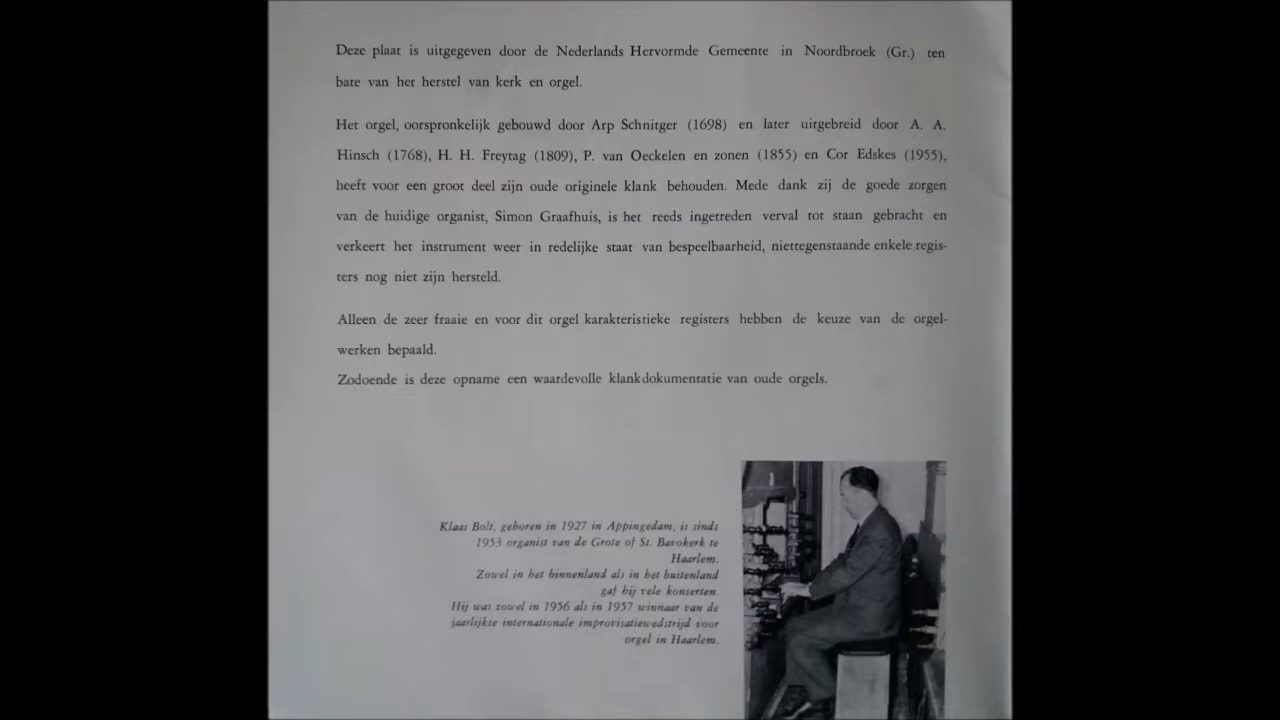 Deze plaat is uitgegeven door de Nederlands Hervormde Gemeente in Noordbroek (Gr.) ten
bate van het herstel van kerk en orgel.
Het orgel, oorspronkelijk gebouwd door Arp Schnitger (1698) en later uitgebreid door A. A.
Hinsch (1768), H. H. Freytag (1809), P. van Oeckelen en zonen (1855) en Cor Edskes (1955),
heeft voor een groot deel zijn oude originele klank behouden. Mede dank zij de goede zorgen
van de huidige organist, Simon Graafhuis, is het reeds ingetreden verval tot staan gebracht en
verkeert het instrument weer in redelijke staat van bespeelbaarheid, niettegenstaande enkele regis-
ters nog niet zijn hersteld.
Alleen de zeer fraaie en voor dit orgel karakteristieke registers hebben de keuze van de orgel-
werken bepaald.
Zodoende is deze opname een waardevolle klankdokumentatie van oude orgels.
Klaas Bolt, geboren in 1927 in Appingedam, is sinds
1953 organist van de Grote of St. Bavokerk te
Haarlem.
Zowel in het binnenland als in het buitenland
gaf hij vele konserten.
Hij was zowel in 1956 als in 1957 winnaar van de
jaarlijkse internationale improvisatiewedstrijd voor
orgel in Haarlem.